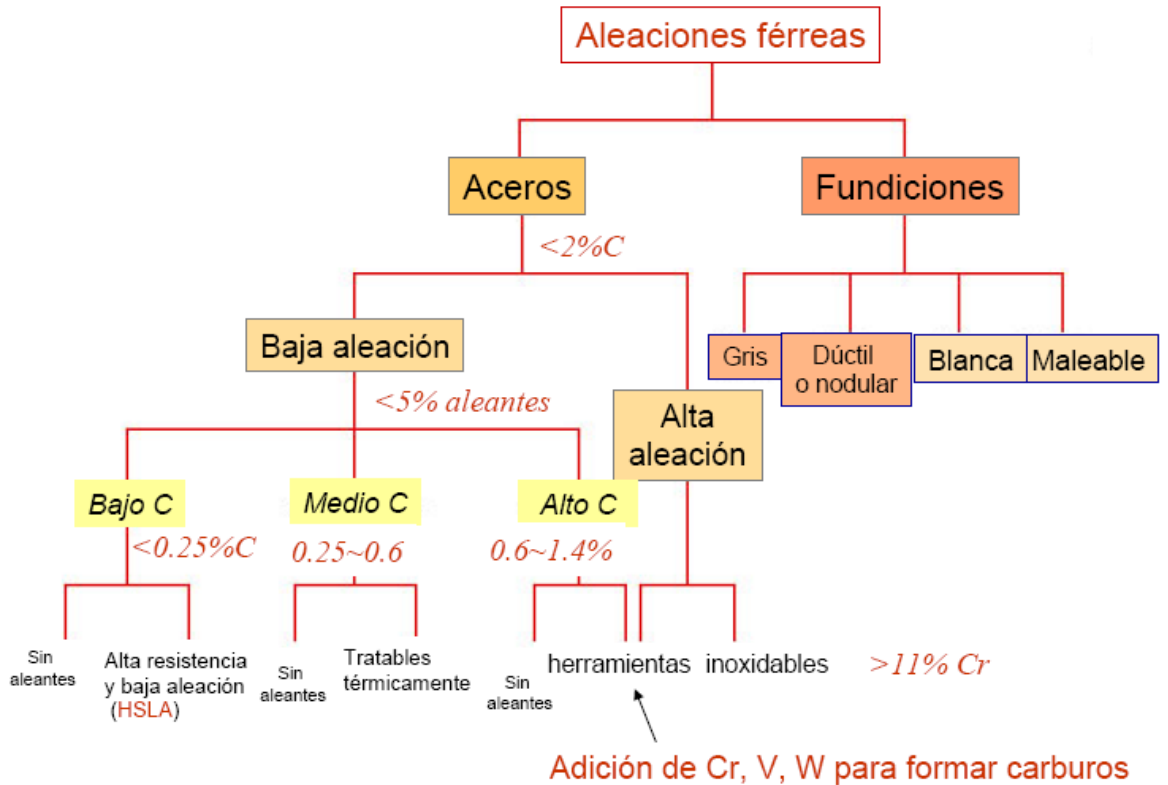 Aleaciones férreas
Aceros
Fundiciones
<2%C
Baja aleación
Gris
Dúctil
o nodular
Blanca
Maleable
<5% aleantes
Alta
aleación
Bajo C
Medio C
Alto C
<0.25%C
0.25~0.6
0.6~1.4%
Sin
aleantes
Alta resistencia
y baja aleación
(HSLA)
Sin
aleantes
Tratables
térmicamente
Sin
aleantes
herramientas
inoxidables
>11% Cr
Adición de Cr, V, W para formar carburos